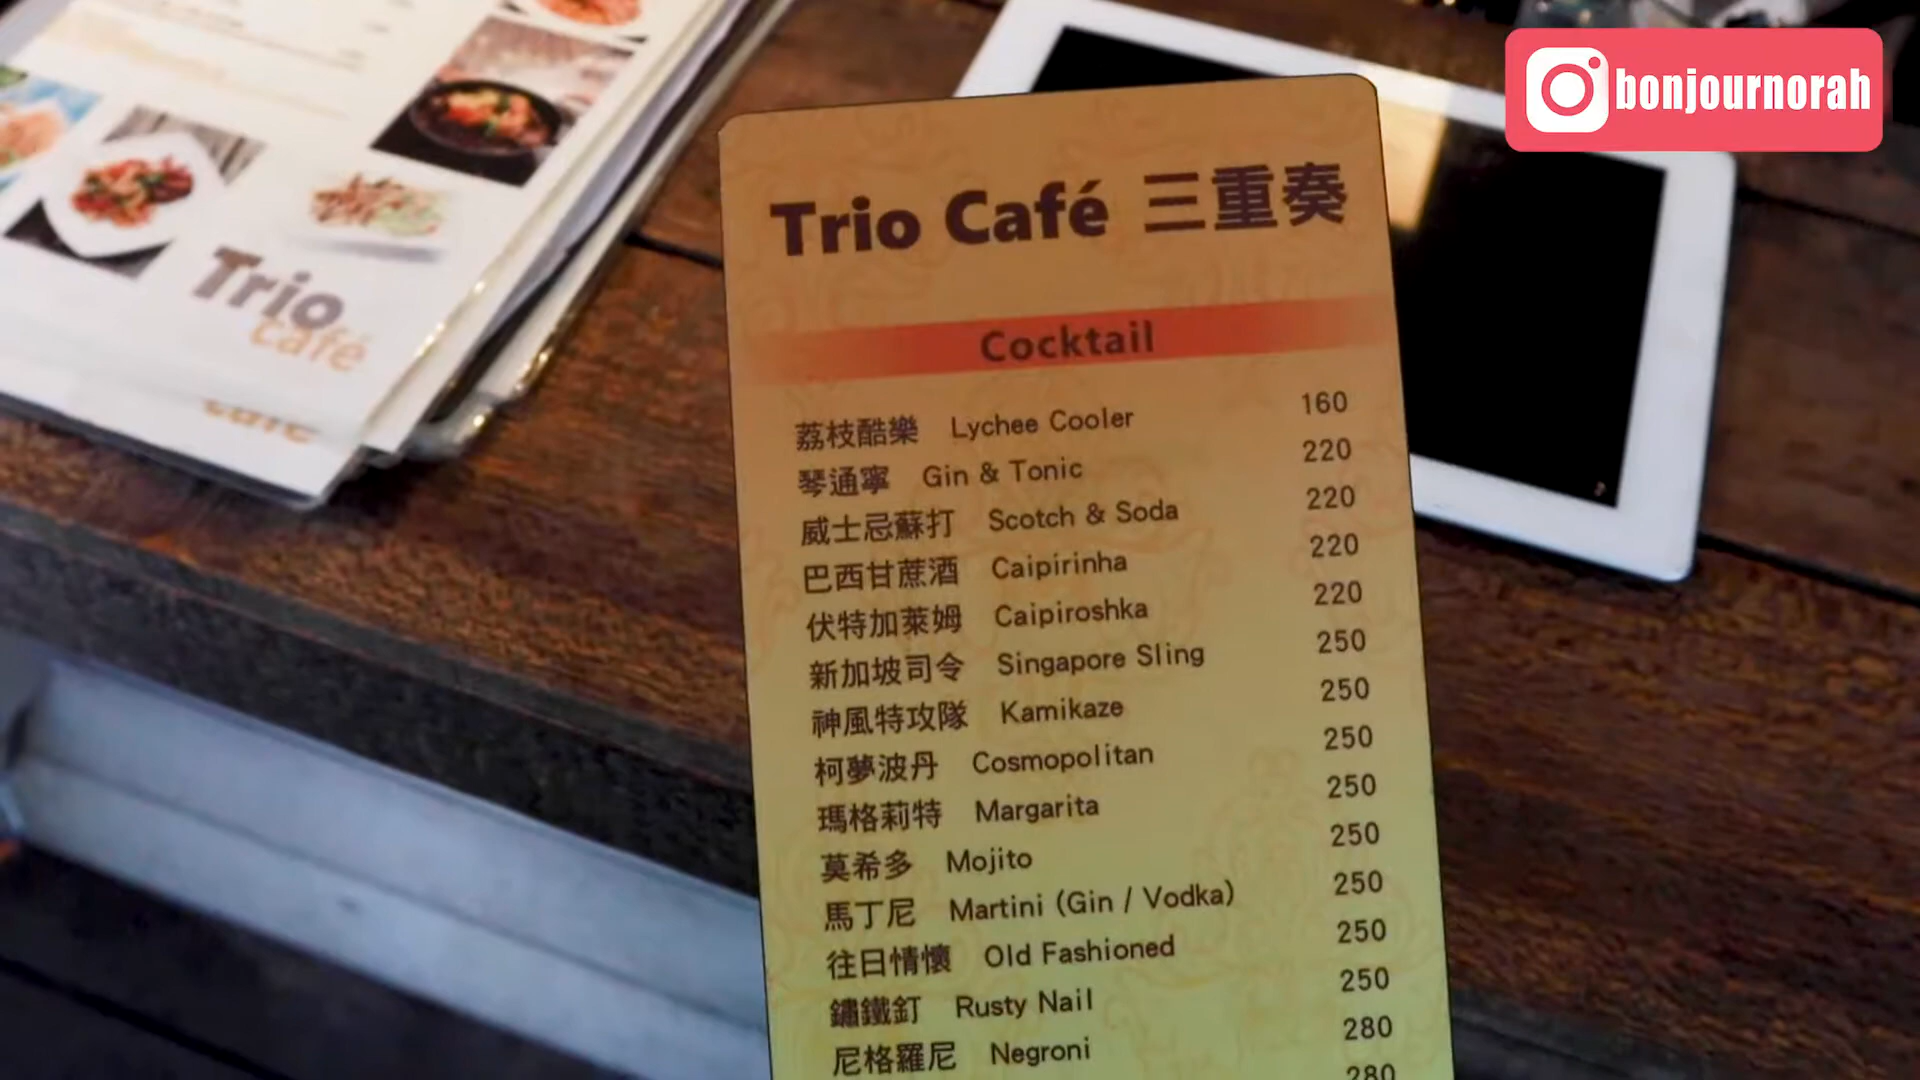 bonjournorah
Trio
Café
Trio Café 三重奏
Cocktail
荔枝酷樂 Lychee Cooler 160
琴通寧 Gin & Tonic 220
威士忌蘇打 Scotch & Soda 220
巴西甘蔗酒 Caipirinha 220
伏特加萊姆 Caipiroshka 220
新加坡司令 Singapore Sling 250
神風特攻隊 Kamikaze 250
柯夢波丹 Cosmopolitan 250
瑪格莉特 Margarita 250
莫希多 Mojito 250
馬丁尼 Martini (Gin / Vodka) 250
往日情懷 Old Fashioned 250
鏽鐵釘 Rusty Nail 250
尼格羅尼 Negroni 280
280